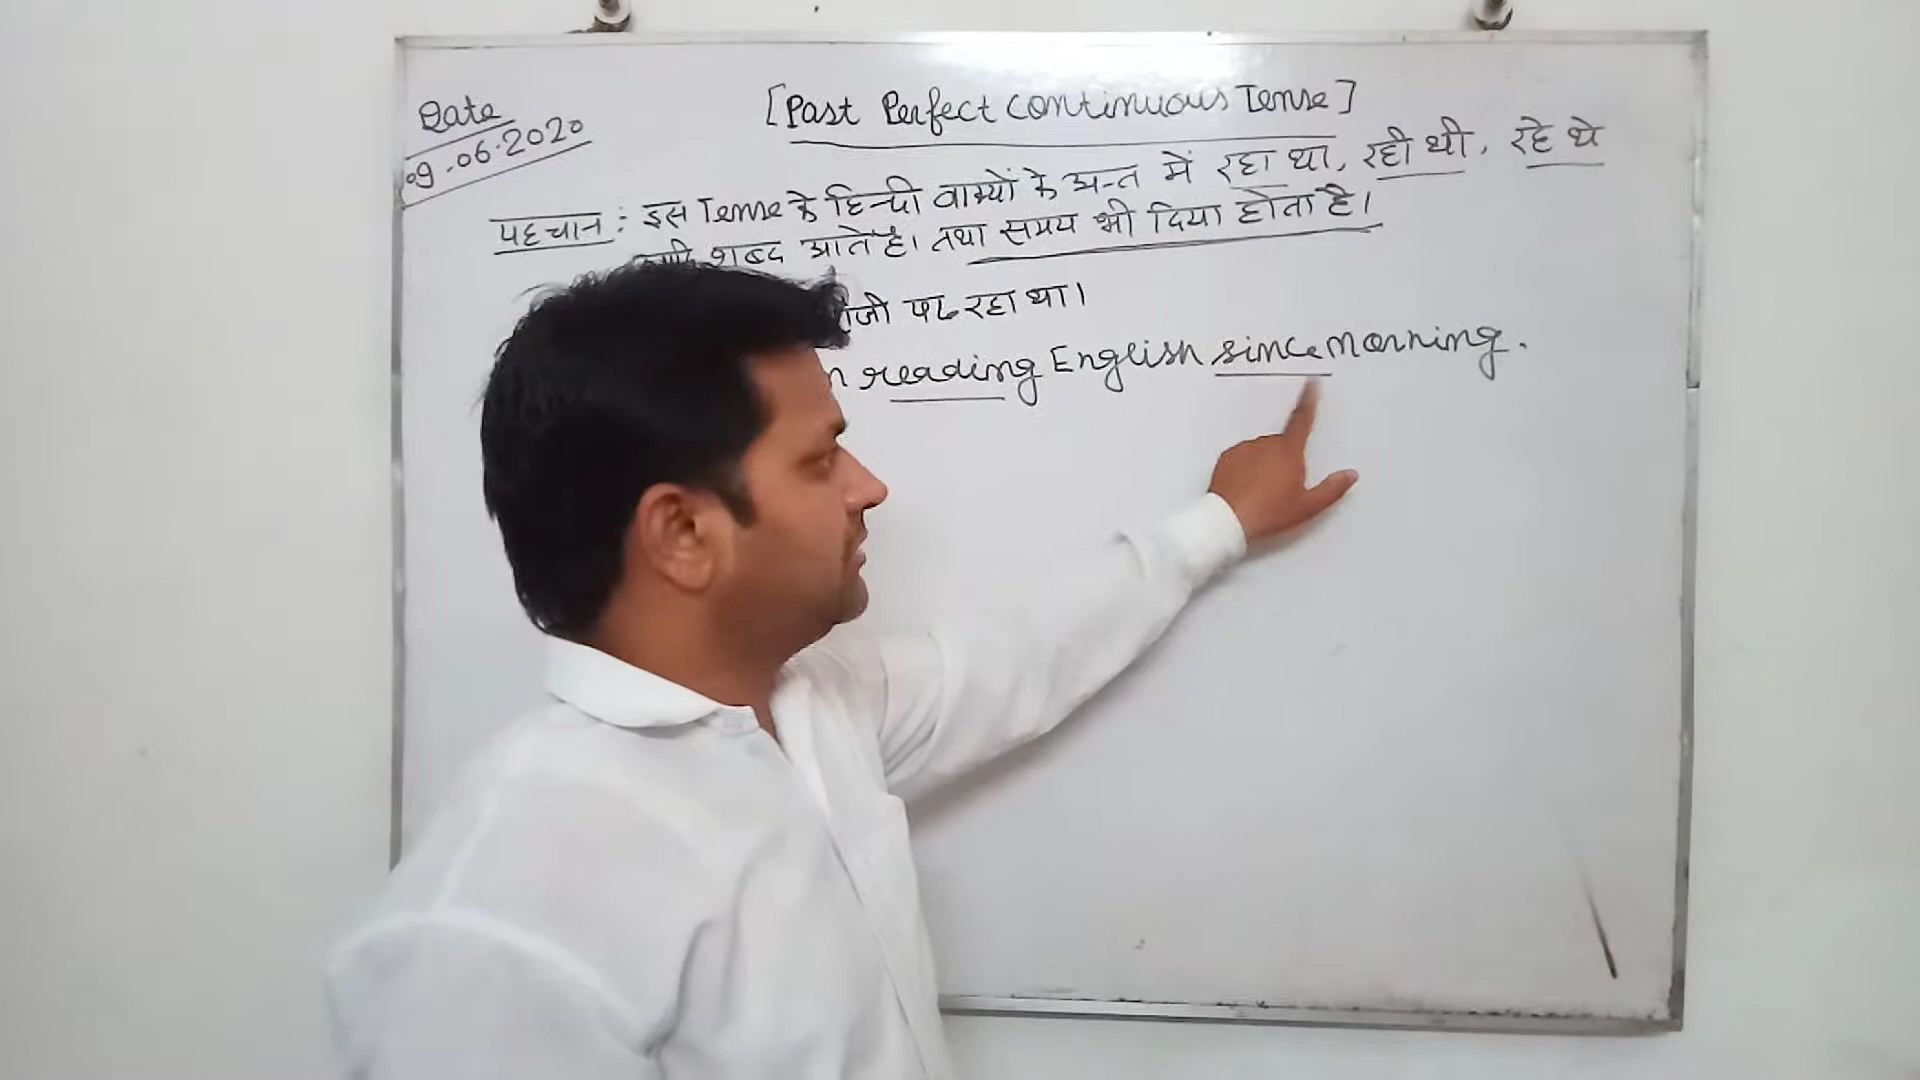 Date
09.06.2020
[Past Perfect Continuous Tense]
पहचान : इस Tense के हिन्दी वाक्यों के अन्त में रहा था, रही थी, रहे थे
शब्द आते है। तथा समय भी दिया होता है।
पढ रहा था।
reading English since morning.